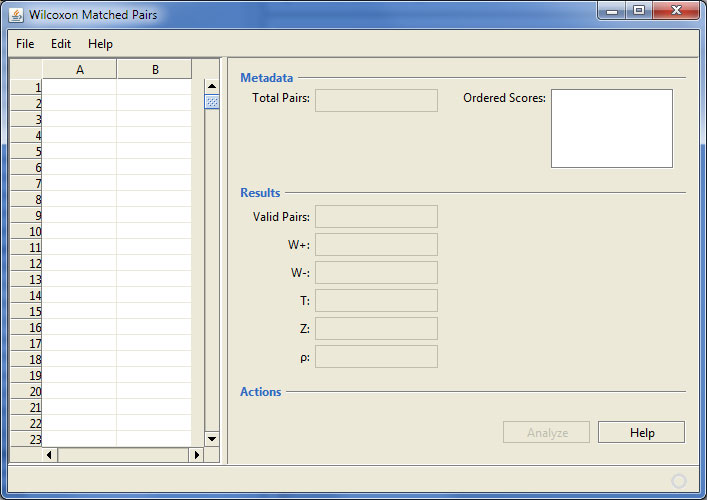 Wilcoxon Matched Pairs
File Edit Help
A B
1
2
3
4
5
6
7
8
9
10
11
12
13
14
15
16
17
18
19
20
21
22
23
Metadata
Total Pairs: Ordered Scores:
Results
Valid Pairs:
W+:
W-:
T:
Z:
ρ:
Actions
Analyze Help